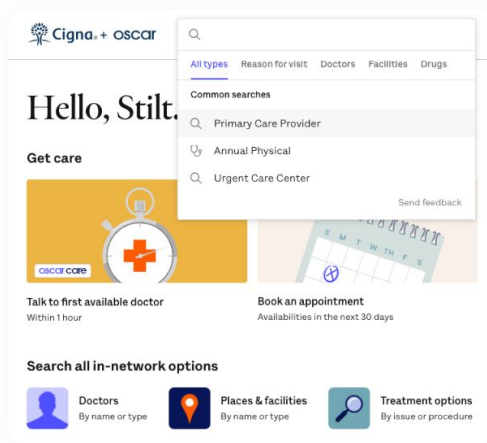 Cigna + oscar
All types Reason for visit Doctors Facilities Drugs
Common searches
Primary Care Provider
Annual Physical
Urgent Care Center
Send feedback
Hello, Stilt.
Get care
oscar care
S M T W TH F S
Talk to first available doctor
Within 1 hour
Book an appointment
Availabilities in the next 30 days
Search all in-network options
Doctors
By name or type
Places & facilities
By name or type
Treatment options
By issue or procedure